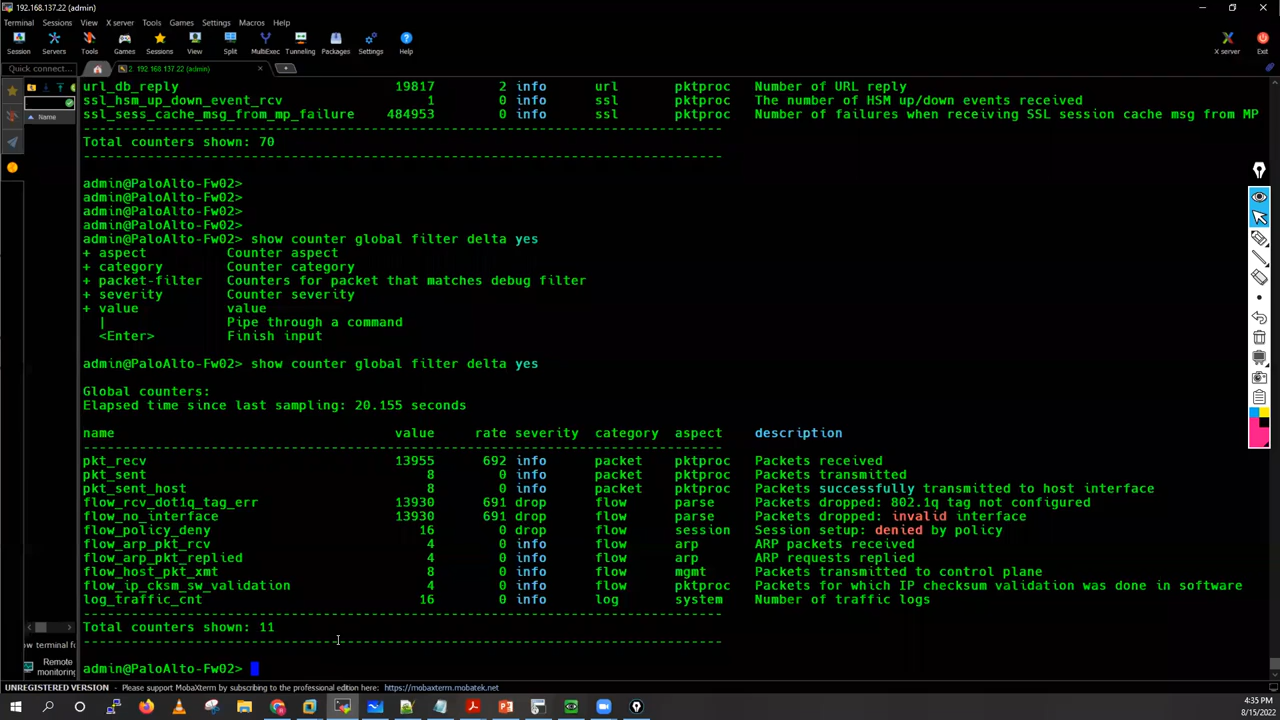 192.168.137.22 (admin)
Terminal Sessions View X server Tools Games Settings Macros Help
Session Servers Tools Games Sessions View Split MultiExec Tunneling Packages Settings Help X server Exit
Quick connect... 2. 192.168.137.22 (admin)
Name
url_db_reply 19817 2 info url pktproc Number of URL reply
ssl_hsm_up_down_event_rcv 1 0 info ssl pktproc The number of HSM up/down events received
ssl_sess_cache_msg_from_mp_failure 484953 0 info ssl pktproc Number of failures when receiving SSL session cache msg from MP
--------------------------------------------------------------------------------
Total counters shown: 70
--------------------------------------------------------------------------------
admin@PaloAlto-Fw02>
admin@PaloAlto-Fw02>
admin@PaloAlto-Fw02>
admin@PaloAlto-Fw02>
admin@PaloAlto-Fw02> show counter global filter delta yes
+ aspect Counter aspect
+ category Counter category
+ packet-filter Counters for packet that matches debug filter
+ severity Counter severity
+ value value
| Pipe through a command
<Enter> Finish input
admin@PaloAlto-Fw02> show counter global filter delta yes
Global counters:
Elapsed time since last sampling: 20.155 seconds
name value rate severity category aspect description
--------------------------------------------------------------------------------
pkt_recv 13955 692 info packet pktproc Packets received
pkt_sent 8 0 info packet pktproc Packets transmitted
pkt_sent_host 8 0 info packet pktproc Packets successfully transmitted to host interface
flow_rcv_dot1q_tag_err 13930 691 drop flow parse Packets dropped: 802.1q tag not configured
flow_no_interface 13930 691 drop flow parse Packets dropped: invalid interface
flow_policy_deny 16 0 drop flow session Session setup: denied by policy
flow_arp_pkt_rcv 4 0 info flow arp ARP packets received
flow_arp_pkt_replied 4 0 info flow arp ARP requests replied
flow_host_pkt_xmt 8 0 info flow mgmt Packets transmitted to control plane
flow_ip_cksm_sw_validation 4 0 info flow pktproc Packets for which IP checksum validation was done in software
log_traffic_cnt 16 0 info log system Number of traffic logs
--------------------------------------------------------------------------------
Total counters shown: 11
--------------------------------------------------------------------------------
ow terminal fo
Remote
monitoring
admin@PaloAlto-Fw02>
UNREGISTERED VERSION - Please support MobaXterm by subscribing to the professional edition here: https://mobaxterm.mobatek.net
4:35 PM
8/15/2022